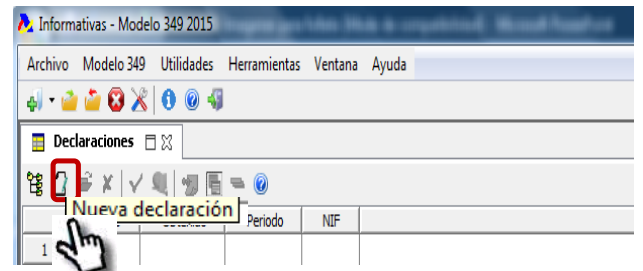 Informativas - Modelo 349 2015
Archivo Modelo 349 Utilidades Herramientas Ventana Ayuda
Declaraciones
Nueva declaración
Periodo NIF
1